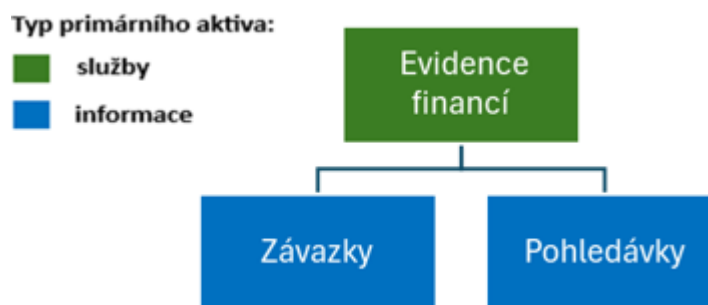 Typ primárního aktiva:
služby
informace
Evidence
financí
Závazky
Pohledávky